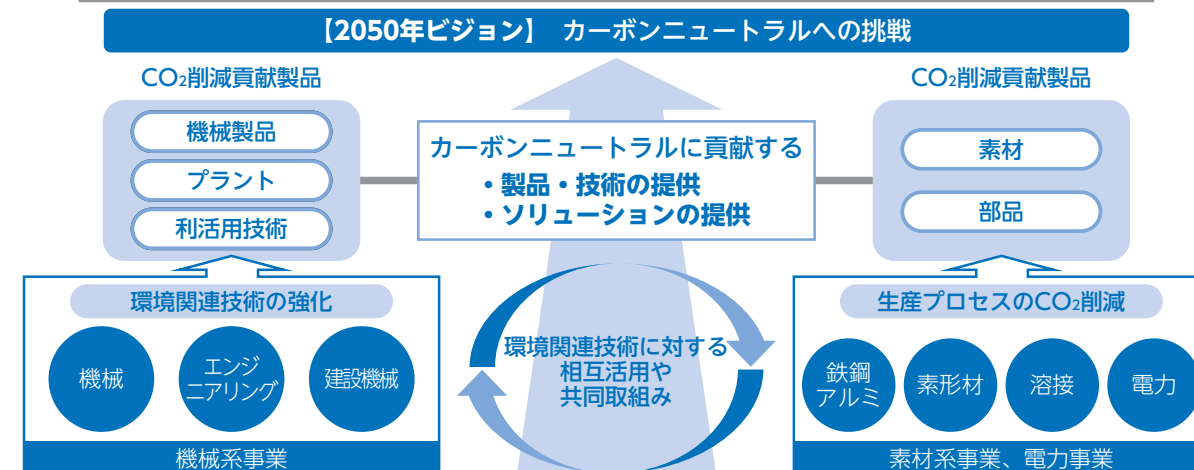 【2050年ビジョン】 カーボンニュートラルへの挑戦
CO₂削減貢献製品
機械製品
プラント
利活用技術
カーボンニュートラルに貢献する
・製品・技術の提供
・ソリューションの提供
CO₂削減貢献製品
素材
部品
環境関連技術の強化
機械
エンジ
ニアリング
建設機械
機械系事業
環境関連技術に対する
相互活用や
共同取組み
生産プロセスのCO₂削減
鉄鋼
アルミ
素形材
溶接
電力
素材系事業、電力事業